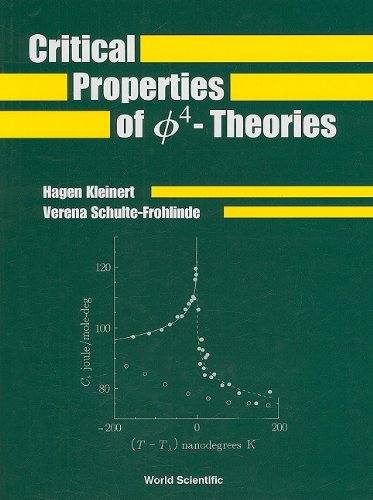 Critical
Properties
of ϕ⁴- Theories
Hagen Kleinert
Verena Schulte-Frohlinde
120
100
80
C, joule/mole-deg
-200
0
200
(T − Tλ) nanodegrees K
World Scientific